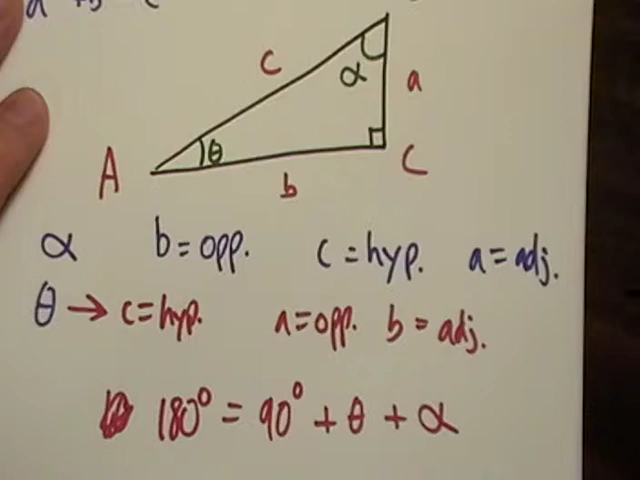 c
α
a
θ
A
C
b
α b = opp. c = hyp. a = adj.
θ → c = hyp. a = opp. b = adj.
180° = 90° + θ + α